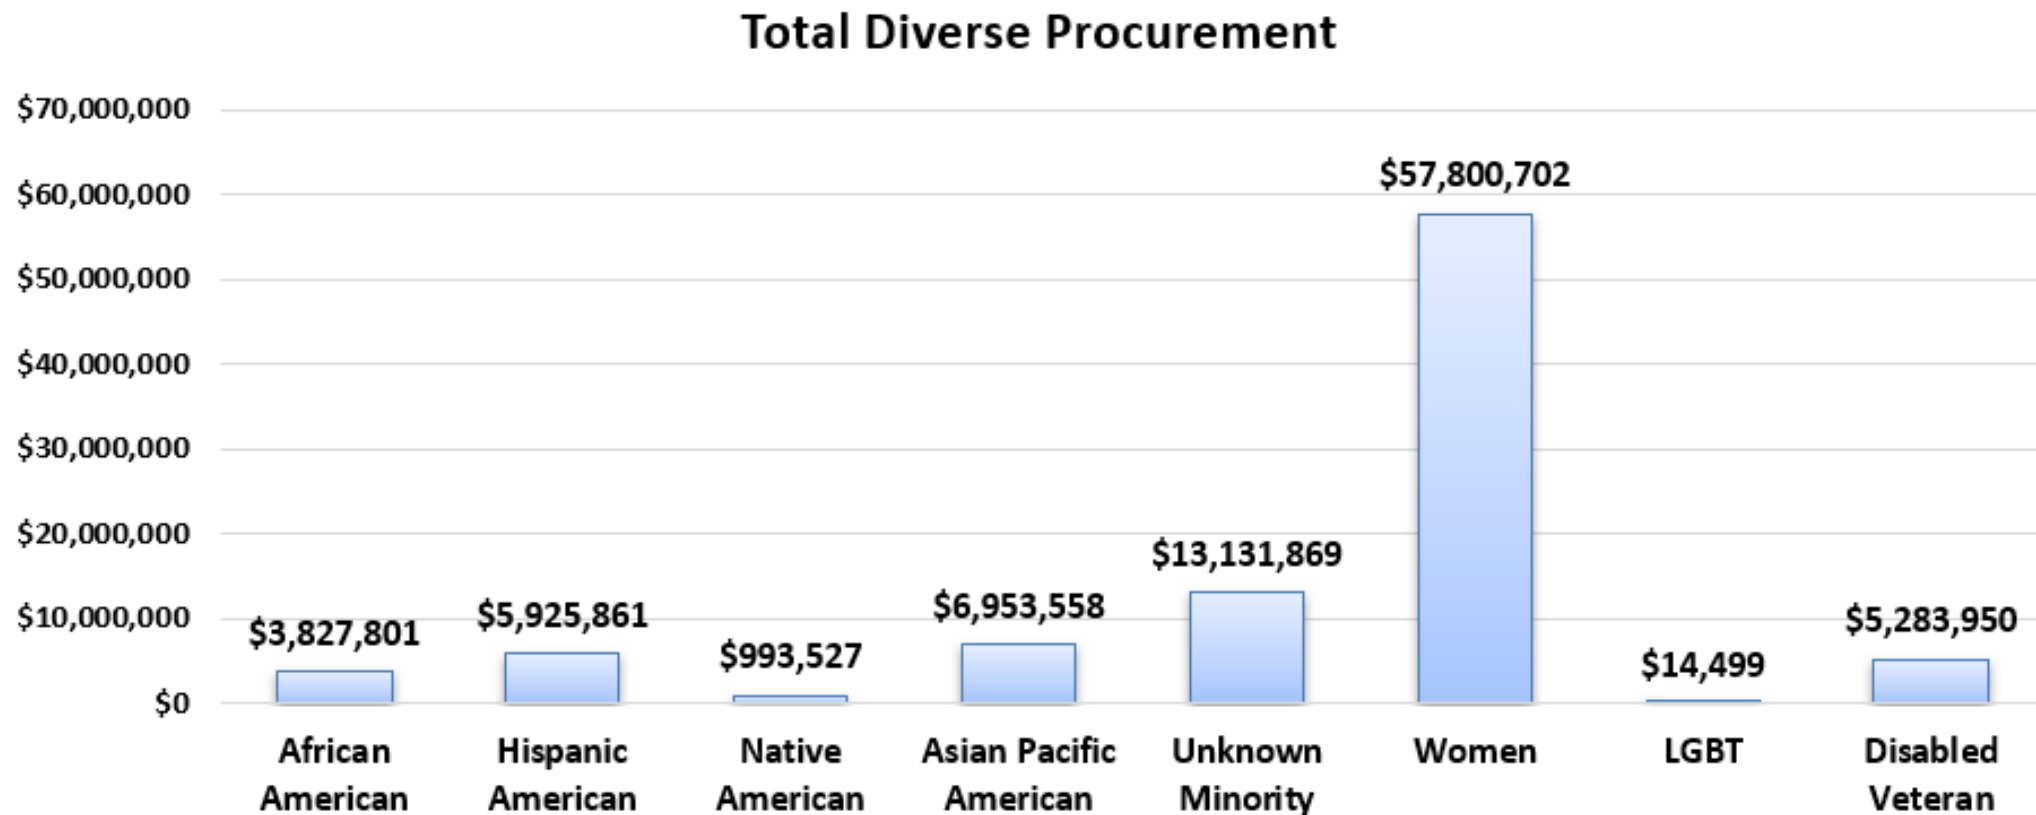 Total Diverse Procurement
$70,000,000
$60,000,000
$50,000,000
$40,000,000
$30,000,000
$20,000,000
$10,000,000
$0
$3,827,801
$5,925,861
$993,527
$6,953,558
$13,131,869
$57,800,702
$14,499
$5,283,950
African
American
Hispanic
American
Native
American
Asian Pacific
American
Unknown
Minority
Women
LGBT
Disabled
Veteran